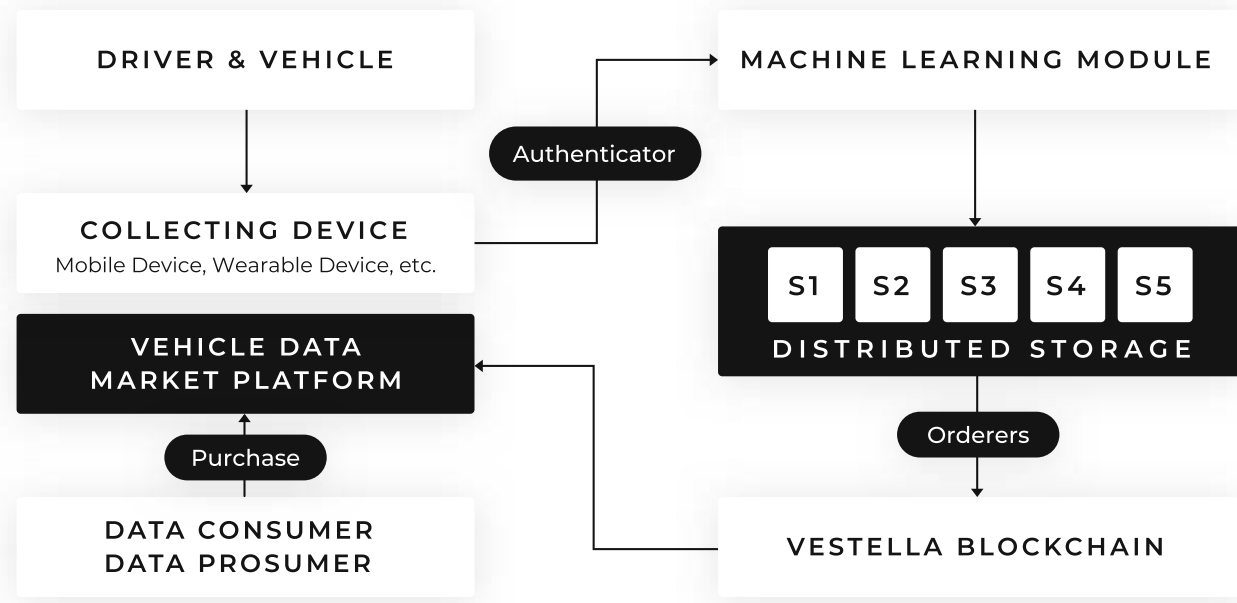 DRIVER & VEHICLE
COLLECTING DEVICE
Mobile Device, Wearable Device, etc.
Authenticator
MACHINE LEARNING MODULE
S1 S2 S3 S4 S5
DISTRIBUTED STORAGE
Orderers
VESTELLA BLOCKCHAIN
VEHICLE DATA
MARKET PLATFORM
Purchase
DATA CONSUMER
DATA PROSUMER